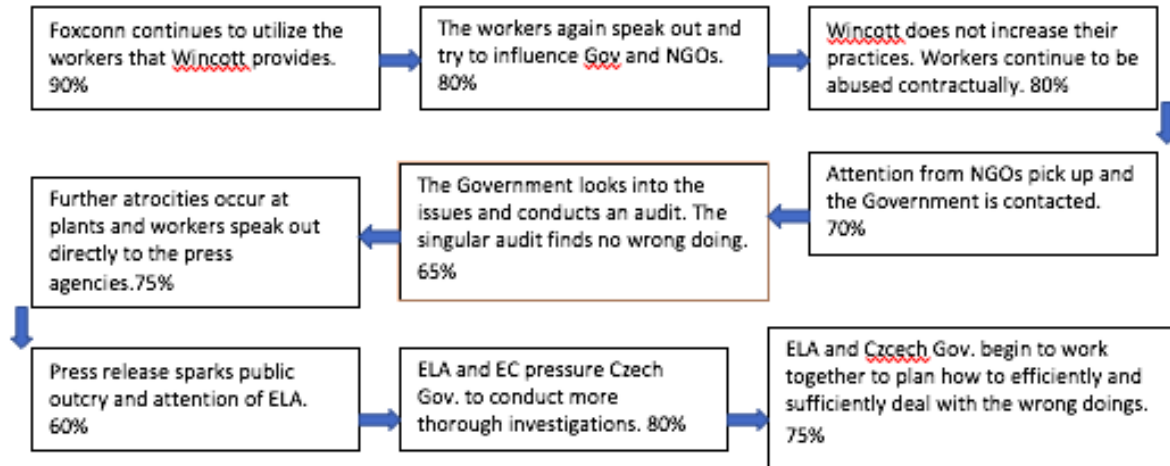 Foxconn continues to utilize the
workers that Wincott provides.
90%
The workers again speak out and
try to influence Gov and NGOs.
80%
Wincott does not increase their
practices. Workers continue to be
abused contractually. 80%
Attention from NGOs pick up and
the Government is contacted.
70%
The Government looks into the
issues and conducts an audit. The
singular audit finds no wrong doing.
65%
Further atrocities occur at
plants and workers speak out
directly to the press
agencies.75%
Press release sparks public
outcry and attention of ELA.
60%
ELA and EC pressure Czech
Gov. to conduct more
thorough investigations. 80%
ELA and Czcech Gov. begin to work
together to plan how to efficiently and
sufficiently deal with the wrong doings.
75%